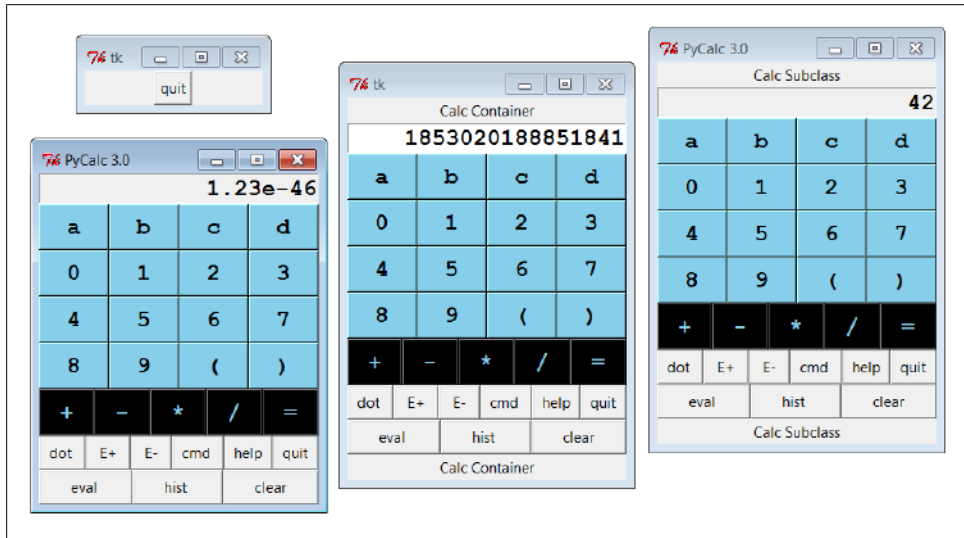 tk
quit
PyCalc 3.0
1.23e-46
a b c d
0 1 2 3
4 5 6 7
8 9 ( )
+ - * / =
dot E+ E- cmd help quit
eval hist clear
tk
Calc Container
1853020188851841
a b c d
0 1 2 3
4 5 6 7
8 9 ( )
+ - * / =
dot E+ E- cmd help quit
eval hist clear
Calc Container
PyCalc 3.0
Calc Subclass
42
a b c d
0 1 2 3
4 5 6 7
8 9 ( )
+ - * / =
dot E+ E- cmd help quit
eval hist clear
Calc Subclass